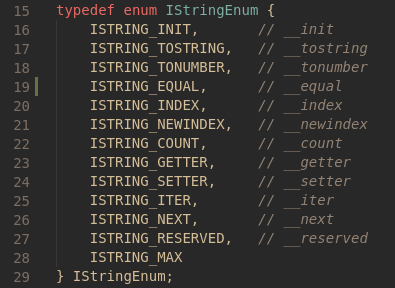 15 typedef enum IStringEnum {
16     ISTRING_INIT,       // __init
17     ISTRING_TOSTRING,   // __tostring
18     ISTRING_TONUMBER,   // __tonumber
19     ISTRING_EQUAL,      // __equal
20     ISTRING_INDEX,      // __index
21     ISTRING_NEWINDEX,   // __newindex
22     ISTRING_COUNT,      // __count
23     ISTRING_GETTER,     // __getter
24     ISTRING_SETTER,     // __setter
25     ISTRING_ITER,       // __iter
26     ISTRING_NEXT,       // __next
27     ISTRING_RESERVED,   // __reserved
28     ISTRING_MAX
29 } IStringEnum;